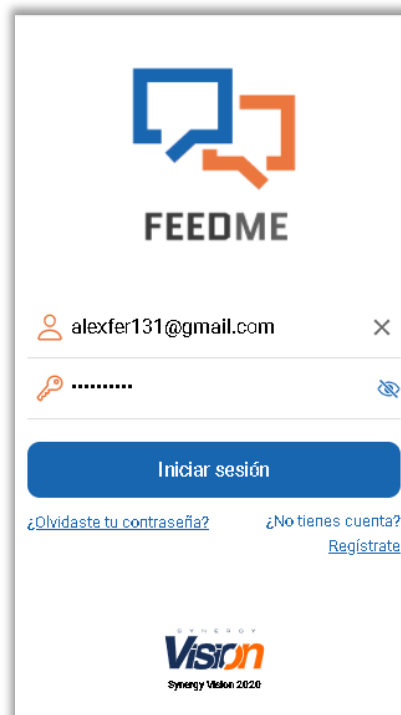 FEEDME
alexfer131@gmail.com
••••••••••
Iniciar sesión
¿Olvidaste tu contraseña?
¿No tienes cuenta?
Regístrate
SYNERGY
Vision
Synergy Vision 2020